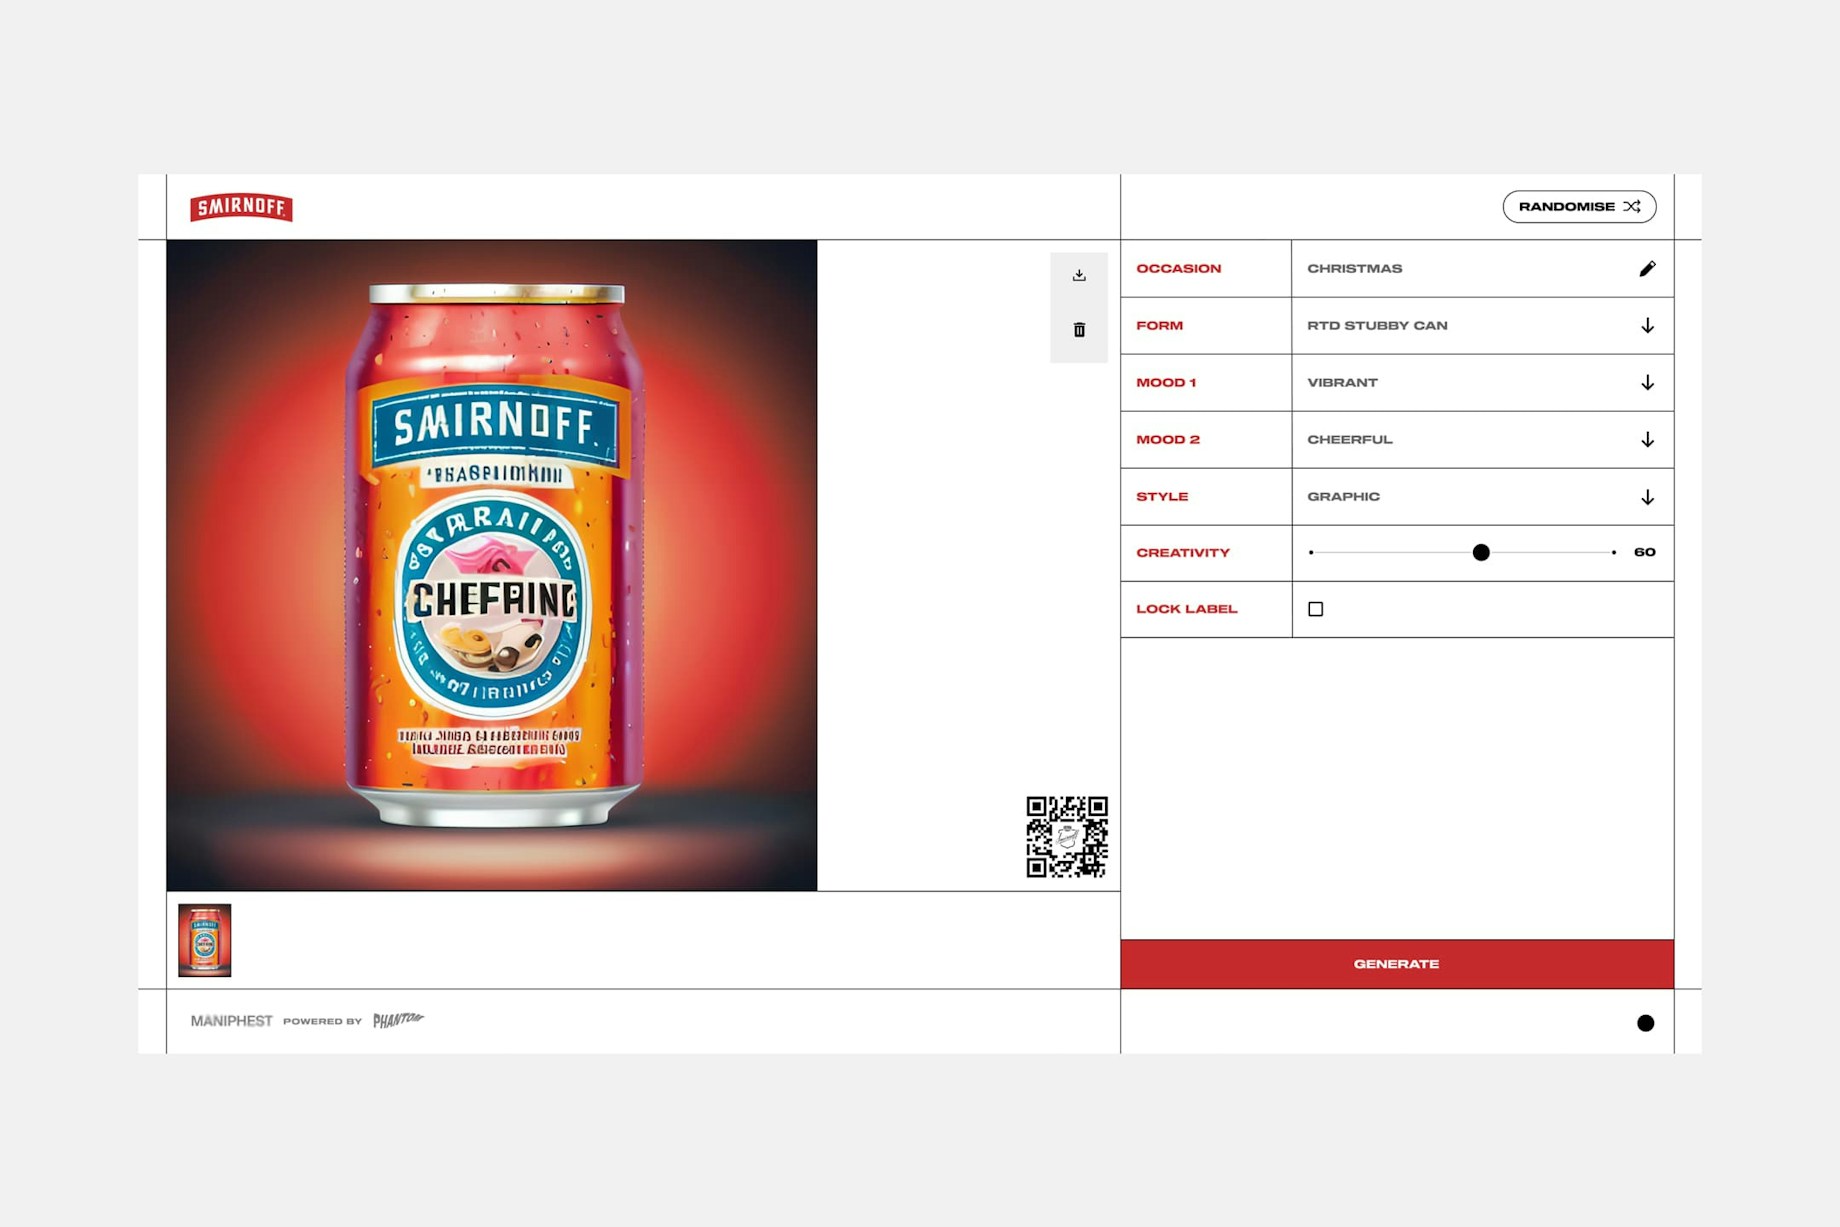 SMIRNOFF
RANDOMISE
SMIRNOFF
CHEFRING
OCCASION CHRISTMAS
FORM RTD STUBBY CAN
MOOD 1 VIBRANT
MOOD 2 CHEERFUL
STYLE GRAPHIC
CREATIVITY 60
LOCK LABEL
GENERATE
MANIPHEST POWERED BY PHANTOM